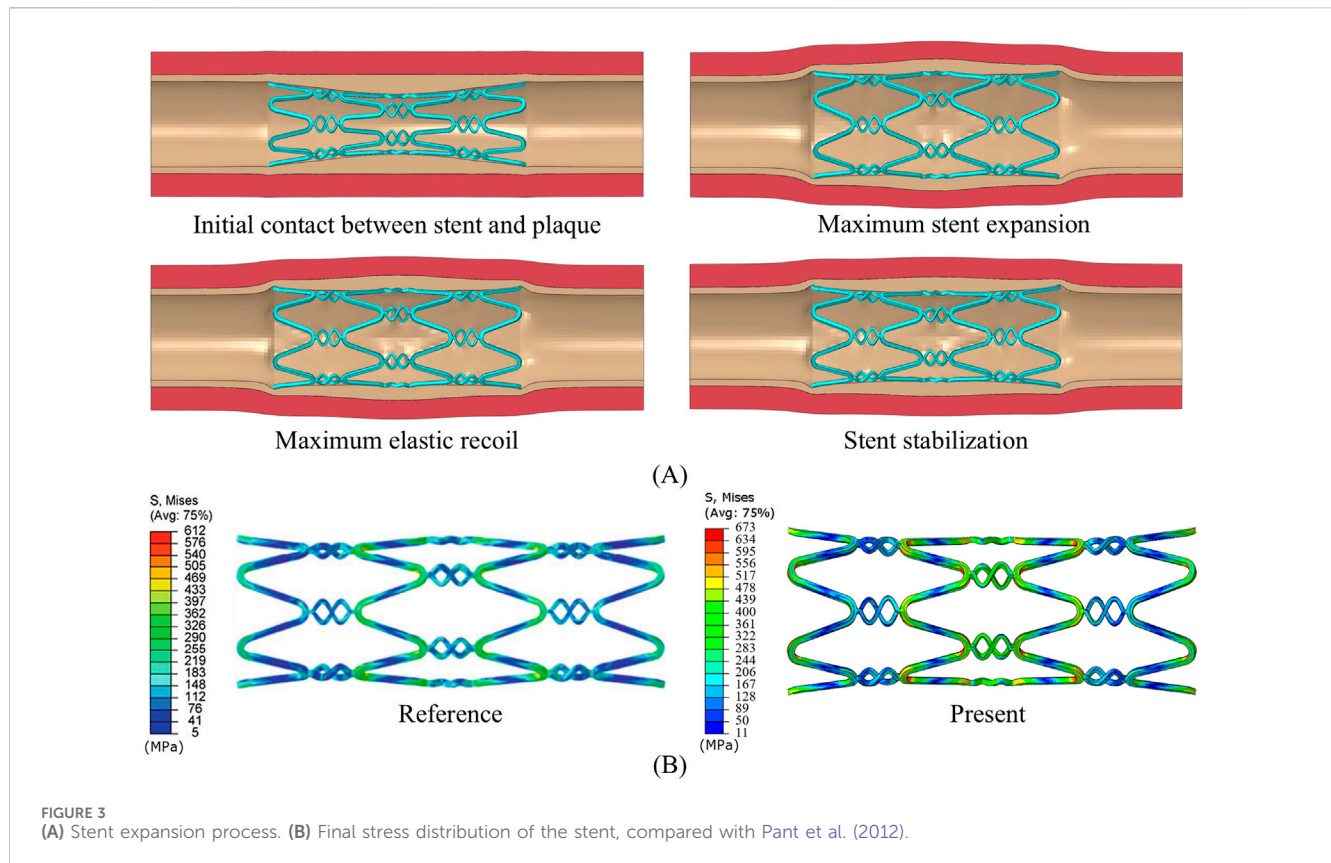 Initial contact between stent and plaque
Maximum stent expansion
Maximum elastic recoil
Stent stabilization
(A)
S, Mises
(Avg: 75%)
612
576
540
505
469
433
397
362
326
290
255
219
183
148
112
76
41
5
(MPa)
Reference
S, Mises
(Avg: 75%)
673
634
595
556
517
478
439
400
361
322
283
244
206
167
128
89
50
11
(MPa)
Present
(B)
FIGURE 3
(A) Stent expansion process. (B) Final stress distribution of the stent, compared with Pant et al. (2012).